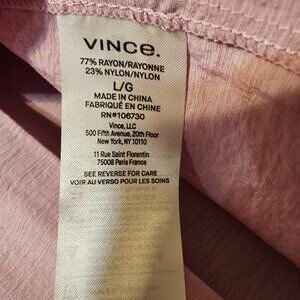 VINCE.
77% RAYON/RAYONNE
23% NYLON/NYLON
L/G
MADE IN CHINA
FABRIQUÉ EN CHINE
RN#106730
Vince, LLC
500 Fifth Avenue, 20th Floor
New York, NY 10110
11 Rue Saint Florentin
75008 Paris France
SEE REVERSE FOR CARE
VOIR AU VERSO POUR LES SOINS